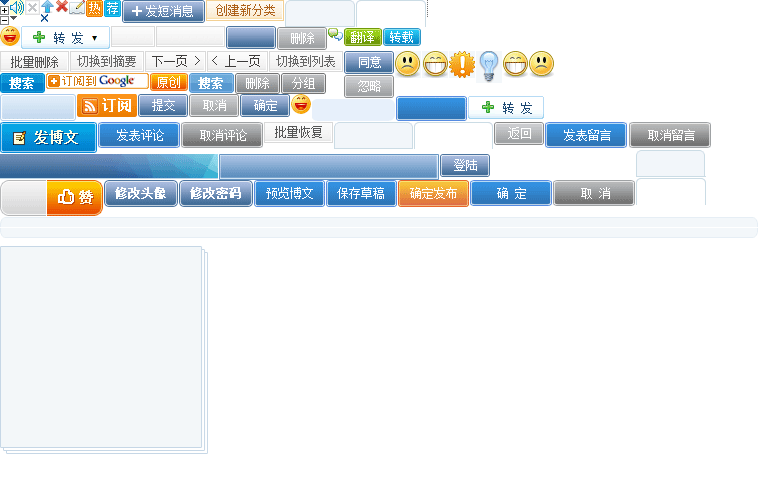 热 荐 发短消息 创建新分类
转 发 删除 翻译 转载
批量删除 切换到摘要 下一页 > < 上一页 切换到列表 同意
搜索 订阅到 Google 原创 搜索 删除 分组 忽略
订阅 提交 取消 确定 转 发
发博文 发表评论 取消评论 批量恢复 返回 发表留言 取消留言
登陆
赞 修改头像 修改密码 预览博文 保存草稿 确定发布 确 定 取 消